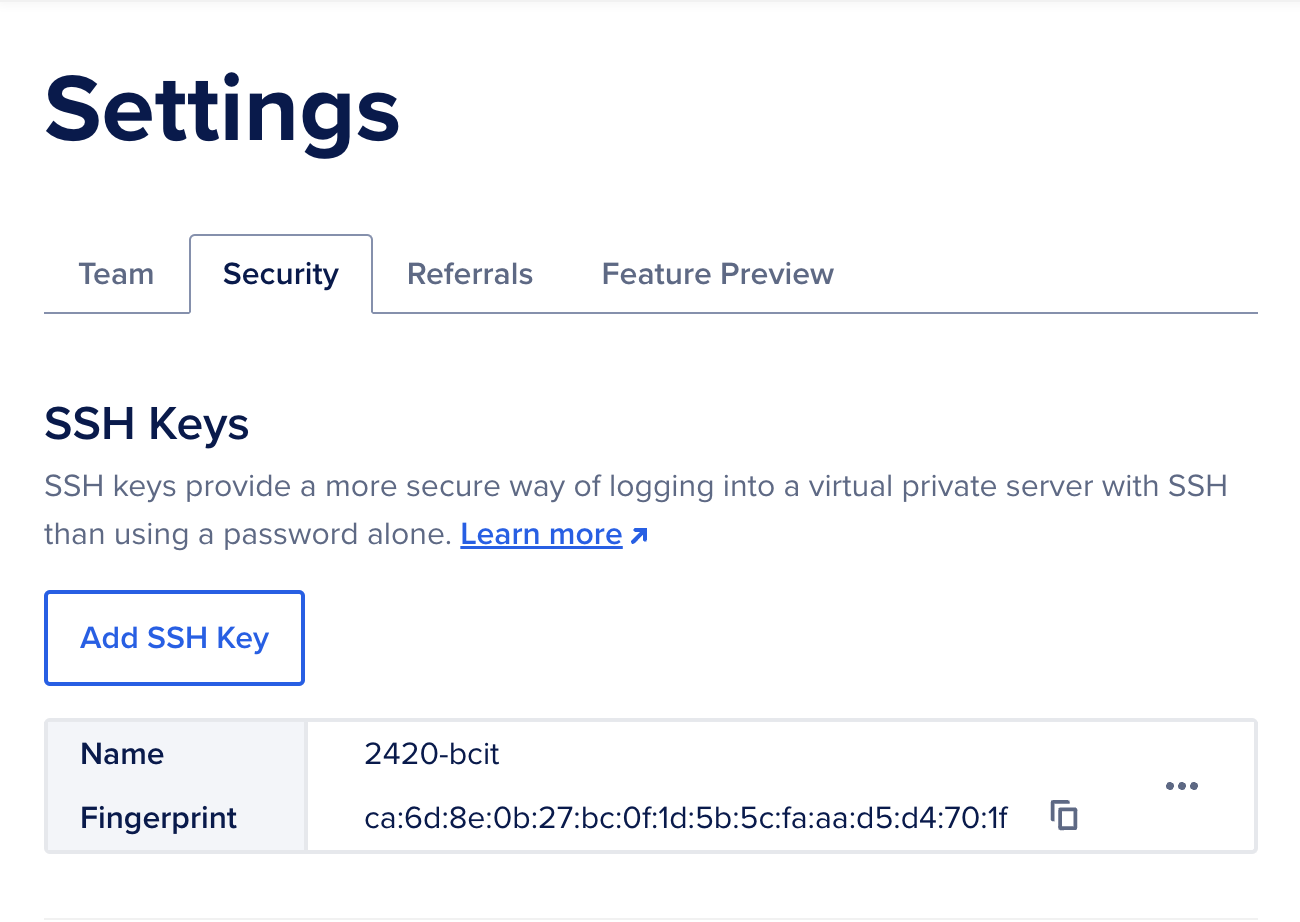 Settings
Team Security Referrals Feature Preview
SSH Keys
SSH keys provide a more secure way of logging into a virtual private server with SSH
than using a password alone. Learn more
Add SSH Key
Name 2420-bcit
Fingerprint ca:6d:8e:0b:27:bc:0f:1d:5b:5c:fa:aa:d5:d4:70:1f